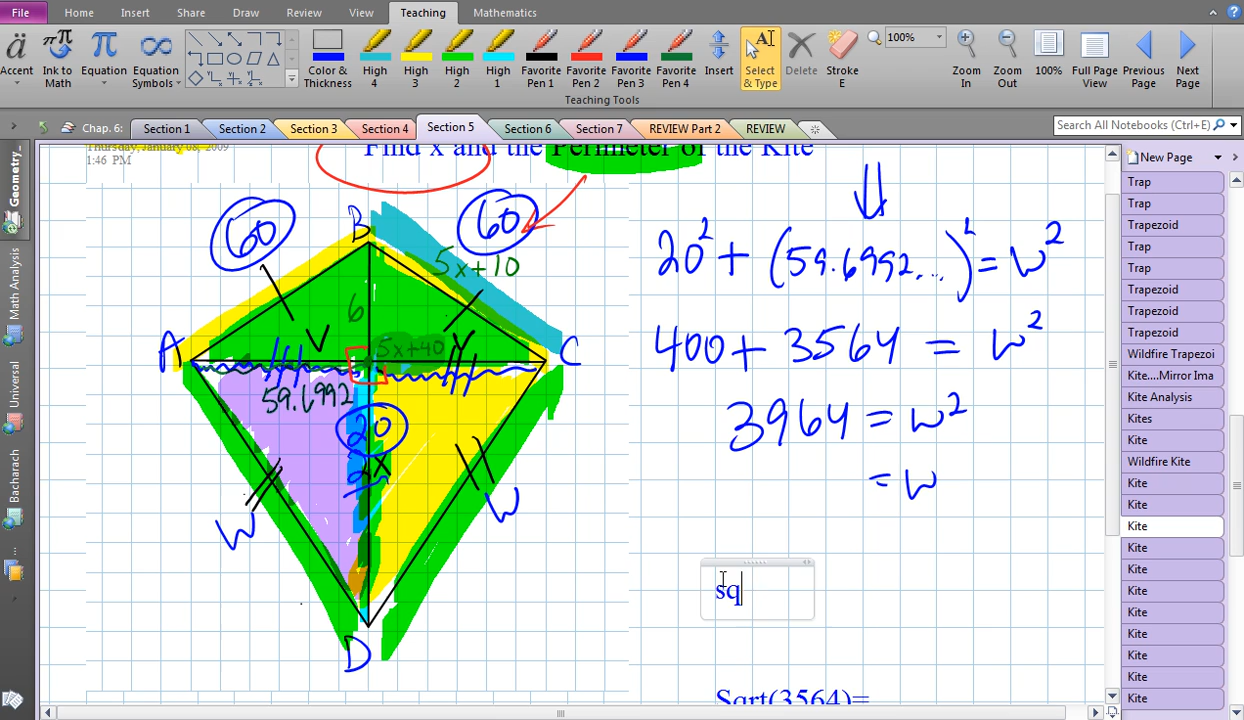 File Home Insert Share Draw Review View Teaching Mathematics
Accent Ink to Math Equation Equation Symbols Color & Thickness High 4 High 3 High 2 High 1 Favorite Pen 1 Favorite Pen 2 Favorite Pen 3 Favorite Pen 4 Insert Select & Type Delete Stroke E 100% Zoom In Zoom Out 100% Full Page View Previous Page Next Page
Teaching Tools
Chap. 6: Section 1 Section 2 Section 3 Section 4 Section 5 Section 6 Section 7 REVIEW Part 2 REVIEW Search All Notebooks (Ctrl+E)
Geometry_
Math Analysis
Universal
Bacharach
Thursday, January 08, 2009
1:46 PM
Find x and the Perimeter of the Kite
60
B
60
5x+10
6
A
V
5x+40
Y
C
59.6992
20
2x
W
W
D
20² + (59.6992...)² = w²
400 + 3564 = w²
3964 = w²
= w
sq
Sqrt(3564)=
New Page
Trap
Trap
Trapezoid
Trap
Trap
Trapezoid
Trapezoid
Trapezoid
Wildfire Trapezoi
Kite....Mirror Ima
Kite Analysis
Kites
Kite
Wildfire Kite
Kite
Kite
Kite
Kite
Kite
Kite
Kite
Kite
Kite
Kite
Kite